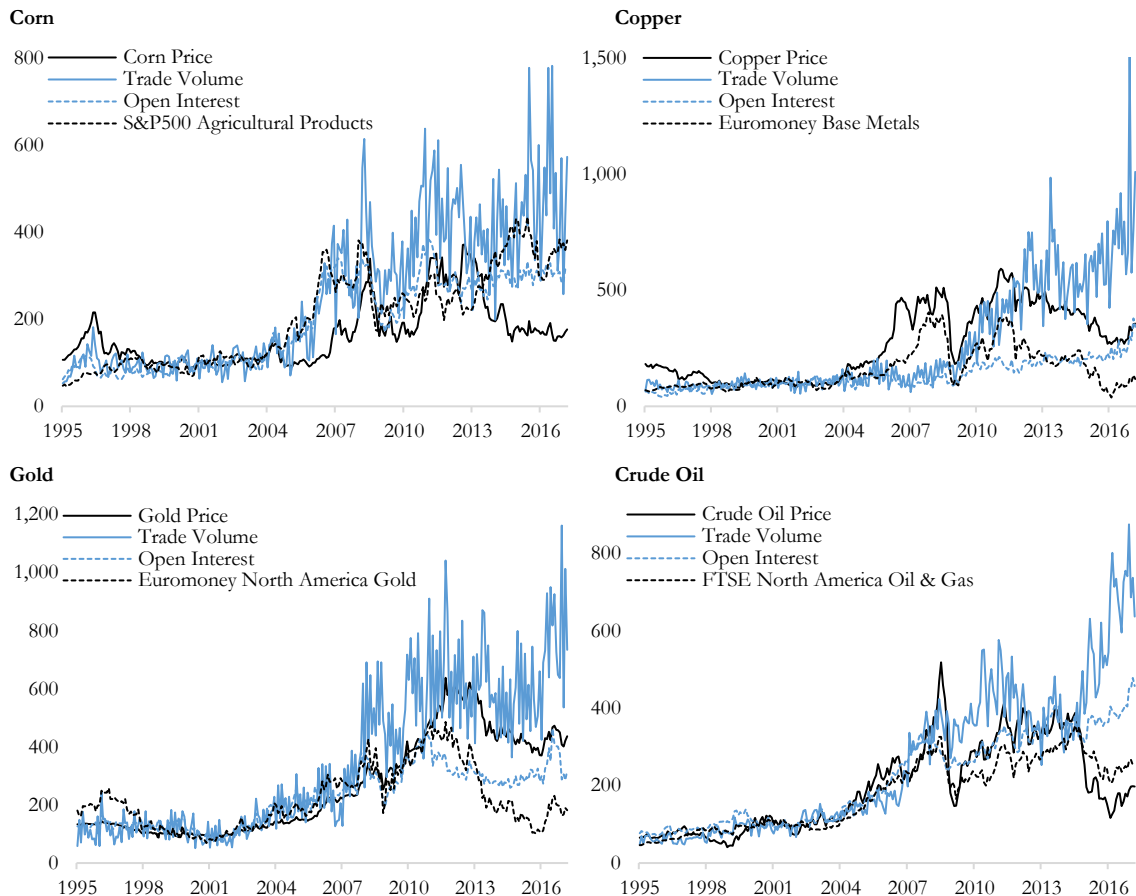 Corn
800
600
400
200
0
Corn Price
Trade Volume
Open Interest
S&P500 Agricultural Products
1995 1998 2001 2004 2007 2010 2013 2016
Copper
1,500
1,000
500
0
Copper Price
Trade Volume
Open Interest
Euromoney Base Metals
1995 1998 2001 2004 2007 2010 2013 2016
Gold
1,200
1,000
800
600
400
200
0
Gold Price
Trade Volume
Open Interest
Euromoney North America Gold
1995 1998 2001 2004 2007 2010 2013 2016
Crude Oil
800
600
400
200
0
Crude Oil Price
Trade Volume
Open Interest
FTSE North America Oil & Gas
1995 1998 2001 2004 2007 2010 2013 2016